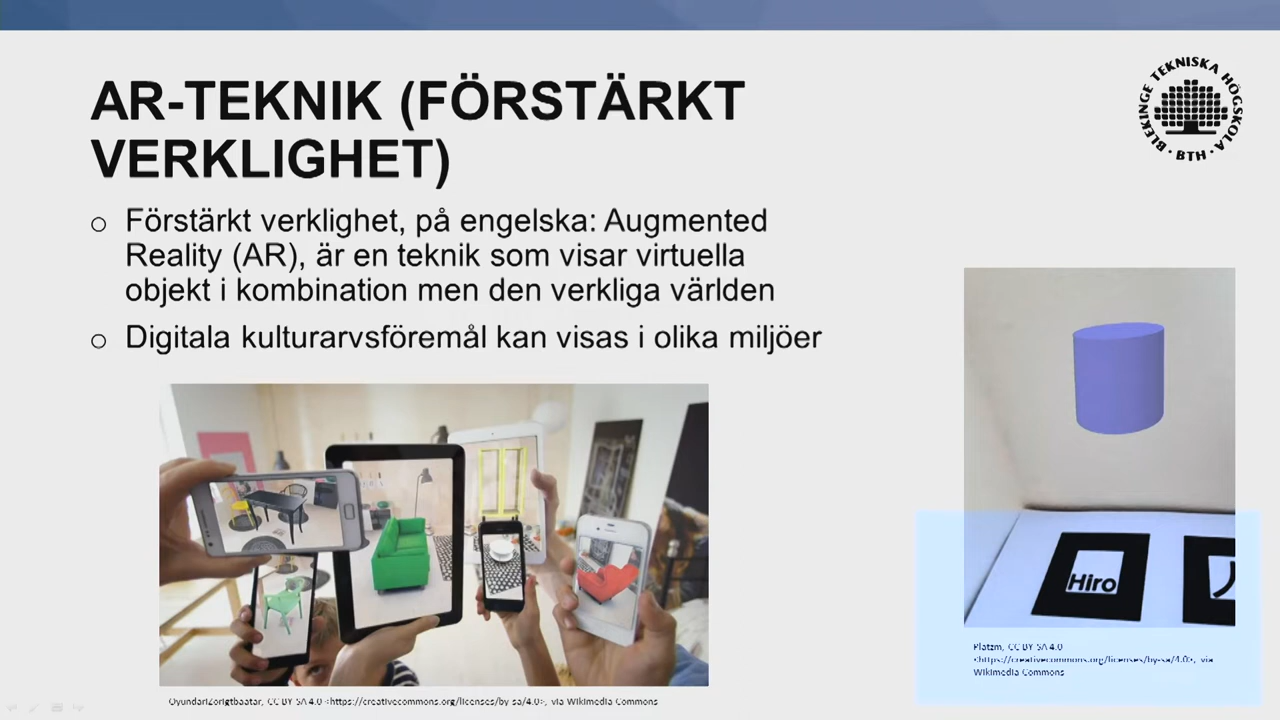 AR-TEKNIK (FÖRSTÄRKT
VERKLIGHET)
BLEKINGE TEKNISKA HÖGSKOLA
· BTH ·
o Förstärkt verklighet, på engelska: Augmented
Reality (AR), är en teknik som visar virtuella
objekt i kombination men den verkliga världen
o Digitala kulturarvsföremål kan visas i olika miljöer
Hiro
OyundariZorigtbaatar, CC BY-SA 4.0 <https://creativecommons.org/licenses/by-sa/4.0>, via Wikimedia Commons
Platzm, CC BY-SA 4.0
<https://creativecommons.org/licenses/by-sa/4.0>, via
Wikimedia Commons